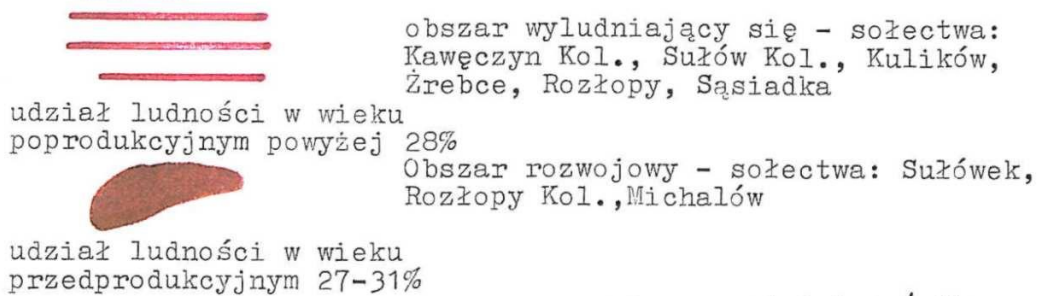 obszar wyludniający się - sołectwa:
Kawęczyn Kol., Sułów Kol., Kulików,
Żrebce, Rozłopy, Sąsiadka
udział ludności w wieku
poprodukcyjnym powyżej 28%
Obszar rozwojowy - sołectwa: Sułówek,
Rozłopy Kol.,Michalów
udział ludności w wieku
przedprodukcyjnym 27-31%